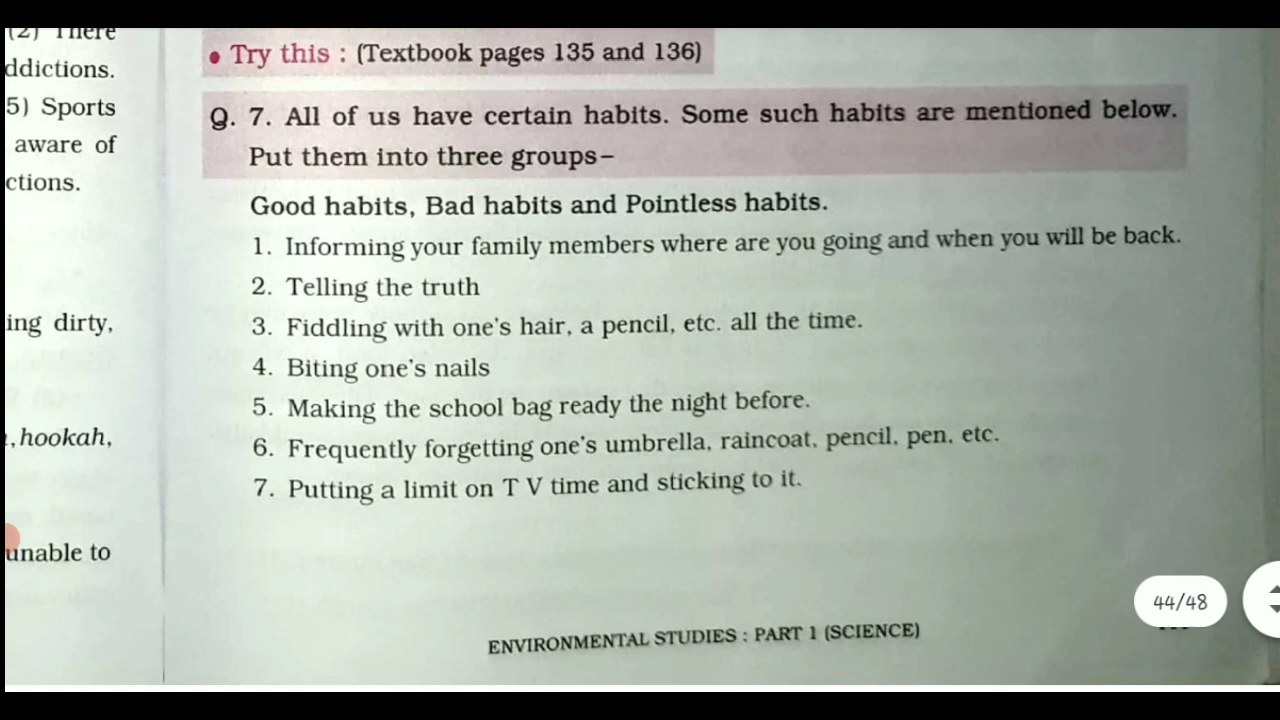 (2) There
ddictions.
5) Sports
aware of
ctions.
ing dirty,
, hookah,
unable to
• Try this : (Textbook pages 135 and 136)
Q. 7. All of us have certain habits. Some such habits are mentioned below.
Put them into three groups–
Good habits, Bad habits and Pointless habits.
1. Informing your family members where are you going and when you will be back.
2. Telling the truth
3. Fiddling with one's hair, a pencil, etc. all the time.
4. Biting one's nails
5. Making the school bag ready the night before.
6. Frequently forgetting one's umbrella, raincoat, pencil, pen, etc.
7. Putting a limit on T V time and sticking to it.
44/48
ENVIRONMENTAL STUDIES : PART 1 (SCIENCE)